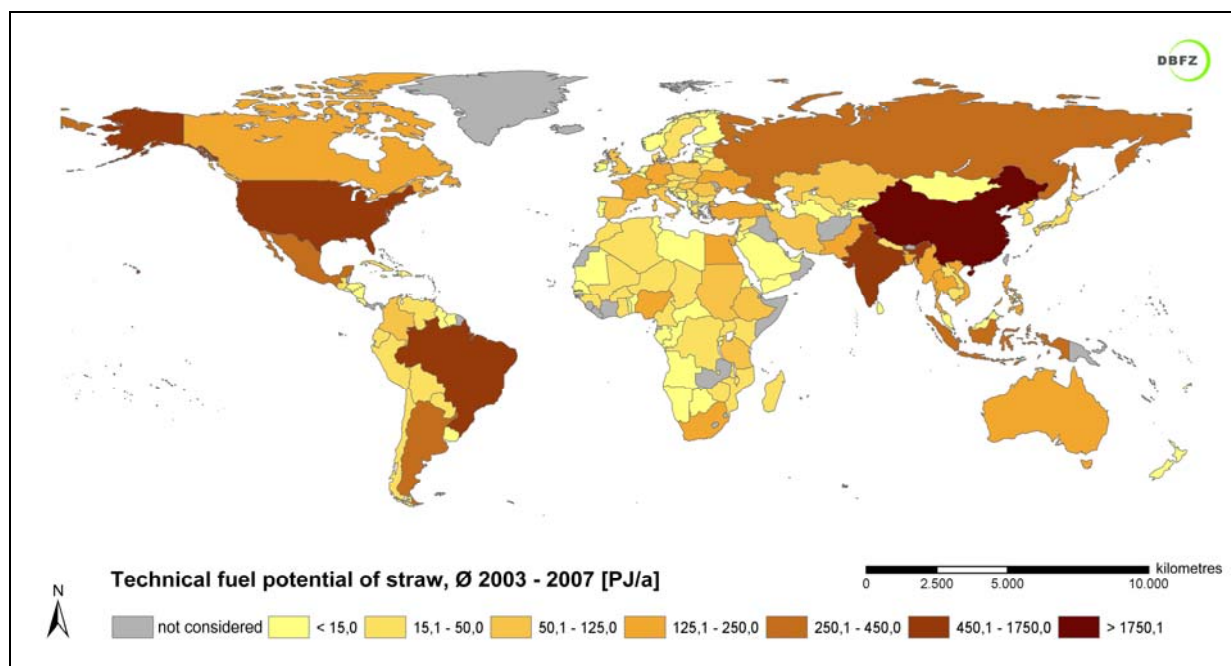 DBFZ
Technical fuel potential of straw, Ø 2003 - 2007 [PJ/a]
kilometres
0 2.500 5.000 10.000
N
not considered < 15,0 15,1 - 50,0 50,1 - 125,0 125,1 - 250,0 250,1 - 450,0 450,1 - 1750,0 > 1750,1